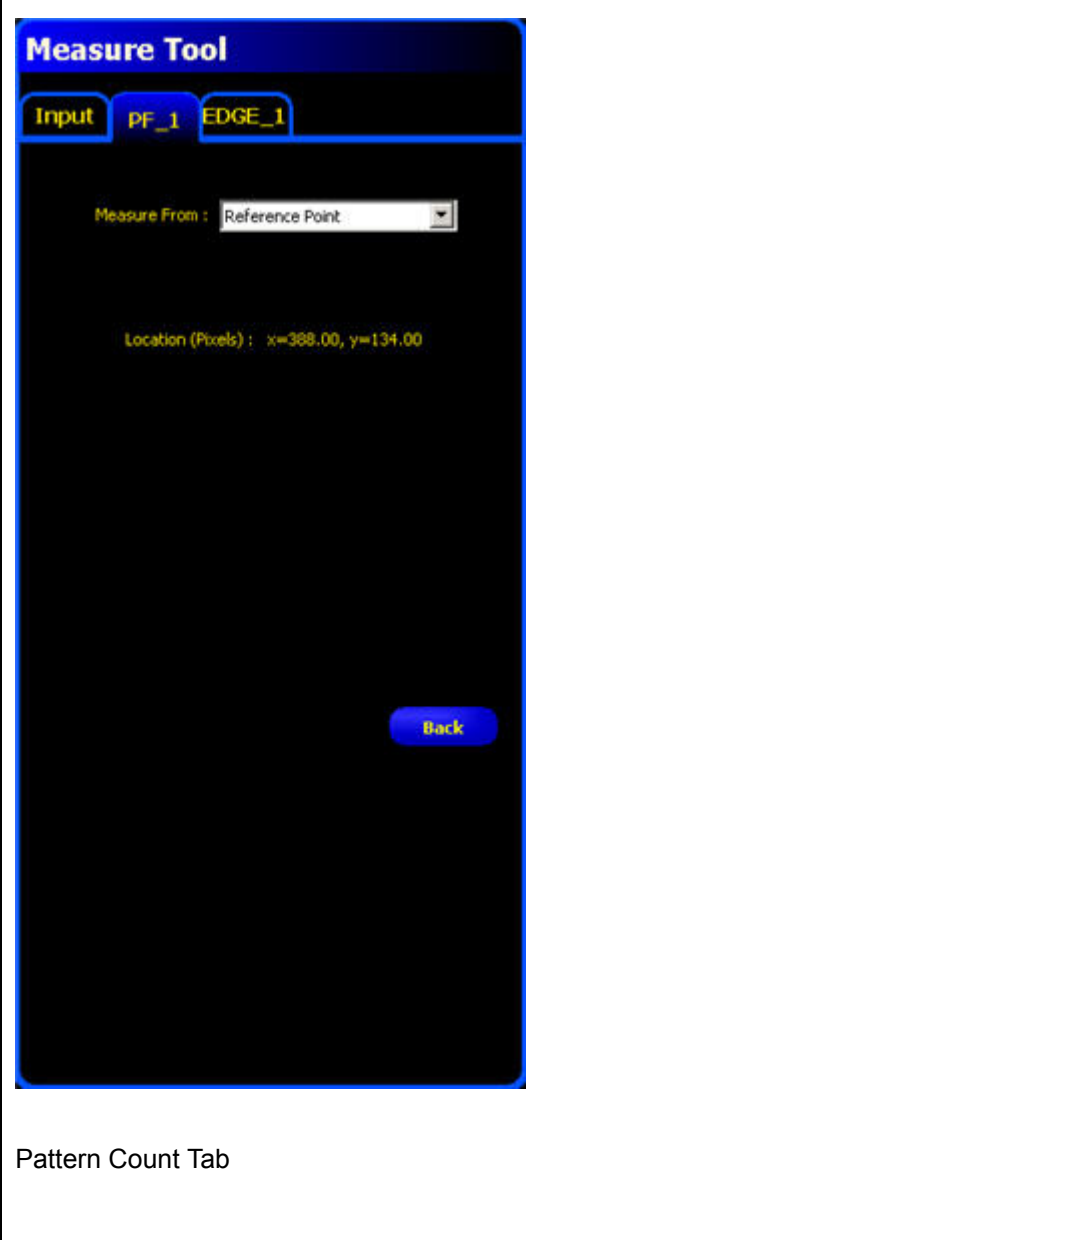 Measure Tool
Input PF_1 EDGE_1
Measure From : Reference Point
Location (Pixels) : x=388.00, y=134.00
Back
Pattern Count Tab